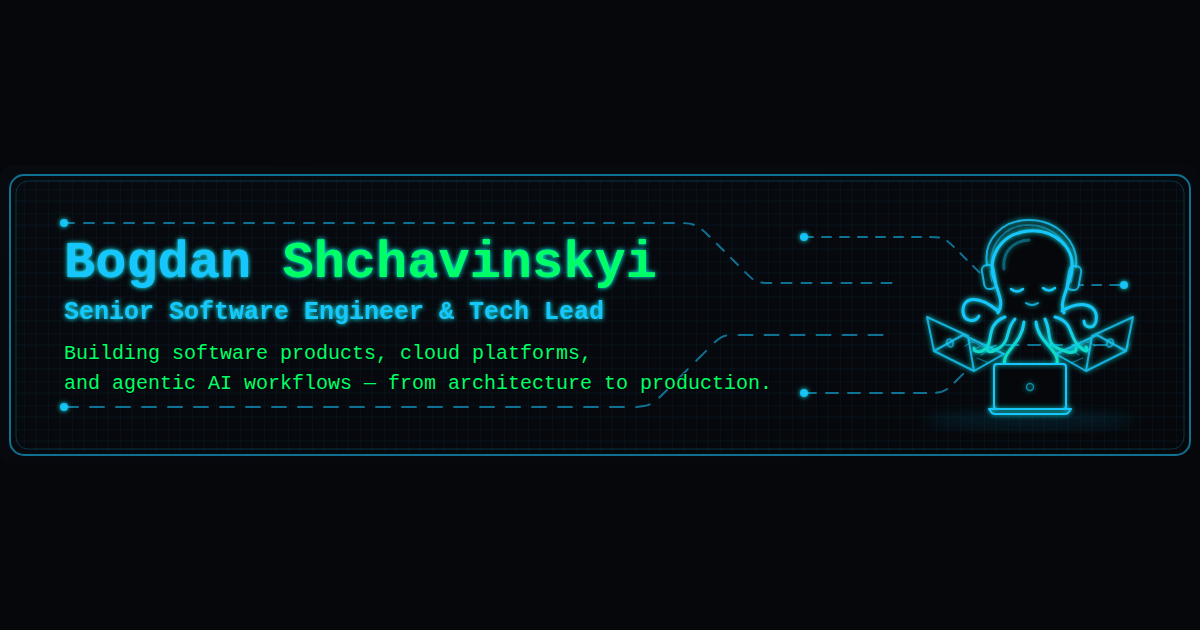 Bogdan Shchavinskyi
Senior Software Engineer & Tech Lead
Building software products, cloud platforms,
and agentic AI workflows — from architecture to production.